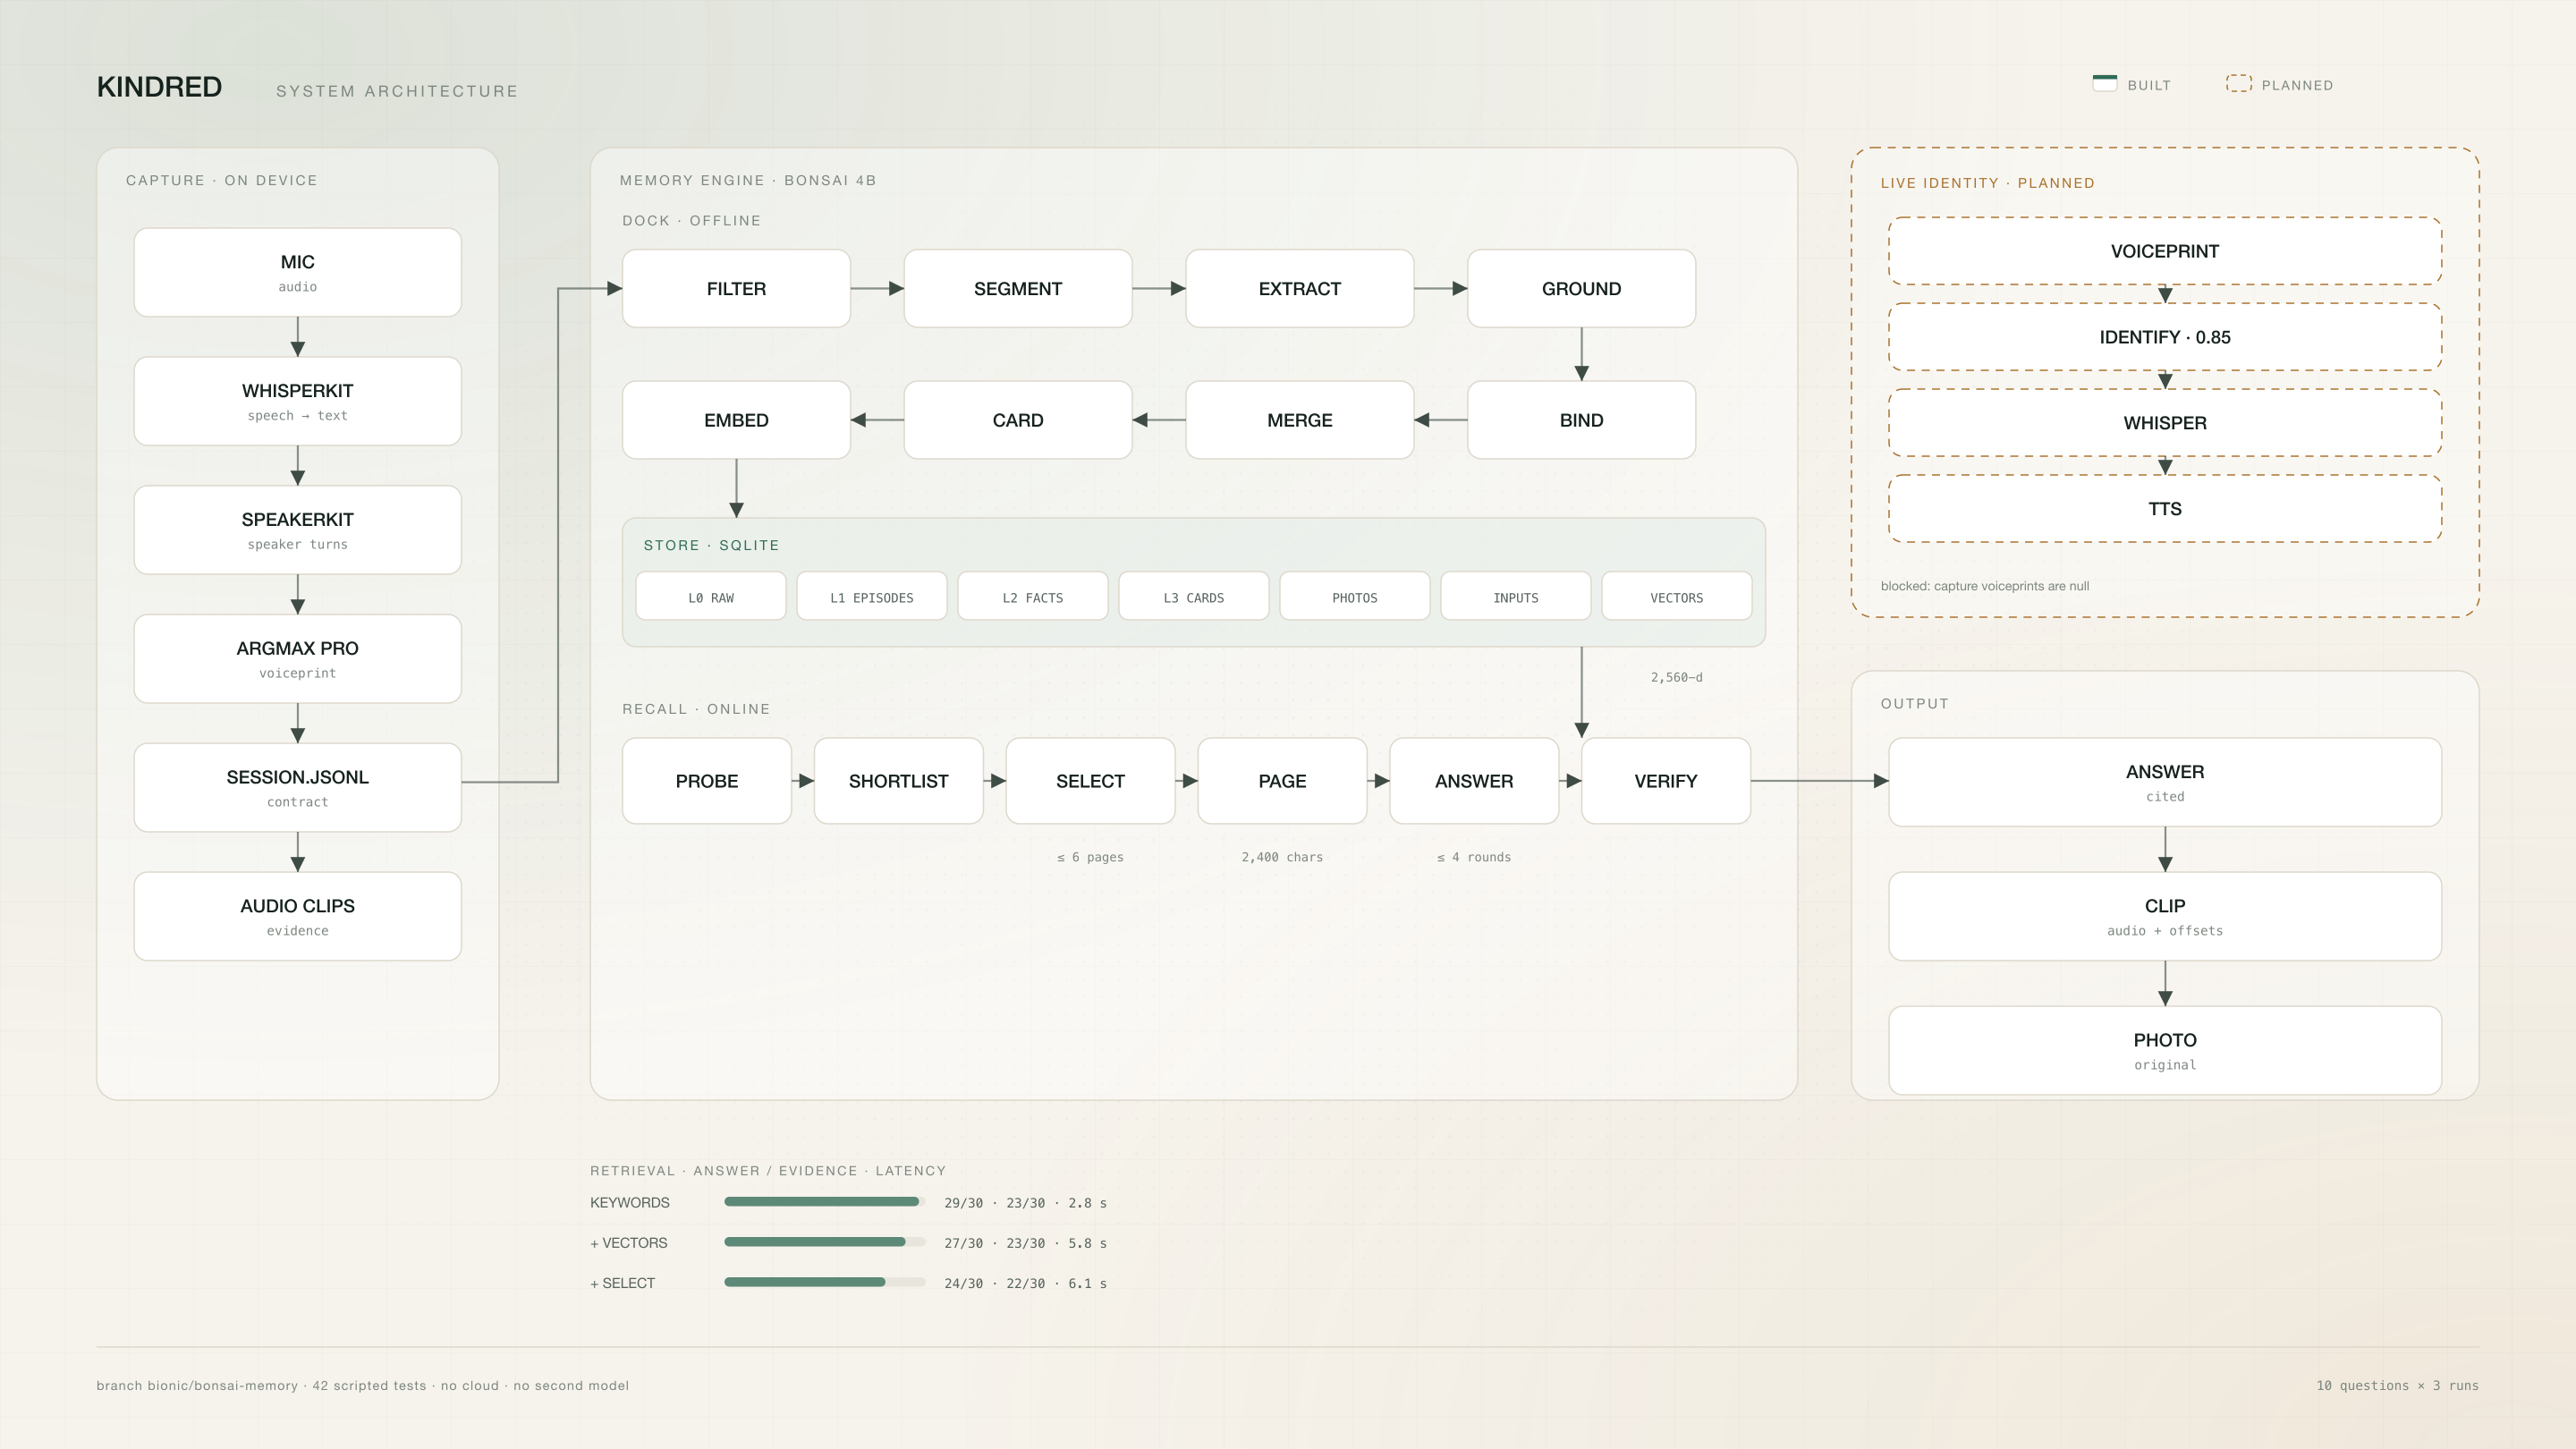 KINDRED
SYSTEM ARCHITECTURE
BUILT
PLANNED
CAPTURE · ON DEVICE
MIC
audio
WHISPERKIT
speech → text
SPEAKERKIT
speaker turns
ARGMAX PRO
voiceprint
SESSION.JSONL
contract
AUDIO CLIPS
evidence
MEMORY ENGINE · BONSAI 4B
DOCK · OFFLINE
FILTER
SEGMENT
EXTRACT
GROUND
EMBED
CARD
MERGE
BIND
STORE · SQLITE
L0 RAW
L1 EPISODES
L2 FACTS
L3 CARDS
PHOTOS
INPUTS
VECTORS
2,560-d
RECALL · ONLINE
PROBE
SHORTLIST
SELECT
PAGE
ANSWER
VERIFY
≤ 6 pages
2,400 chars
≤ 4 rounds
LIVE IDENTITY · PLANNED
VOICEPRINT
IDENTIFY · 0.85
WHISPER
TTS
blocked: capture voiceprints are null
OUTPUT
ANSWER
cited
CLIP
audio + offsets
PHOTO
original
RETRIEVAL · ANSWER / EVIDENCE · LATENCY
KEYWORDS 29/30 · 23/30 · 2.8 s
+ VECTORS 27/30 · 23/30 · 5.8 s
+ SELECT 24/30 · 22/30 · 6.1 s
branch bionic/bonsai-memory · 42 scripted tests · no cloud · no second model
10 questions × 3 runs